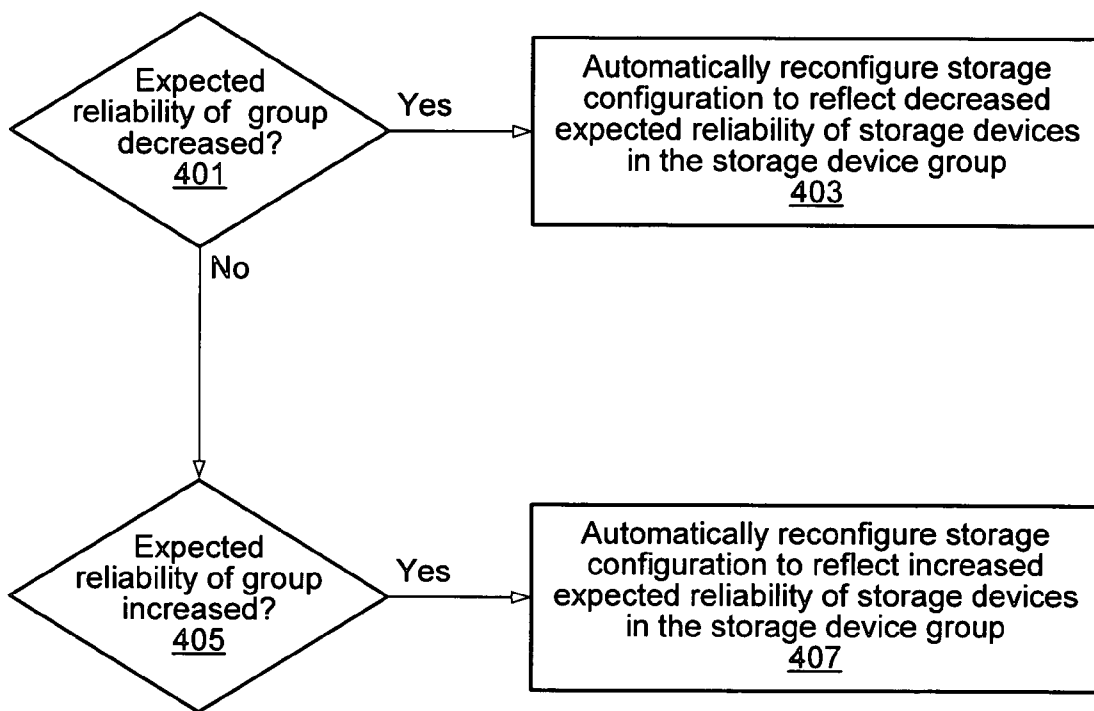 Expected
reliability of group
decreased?
401
Yes
Automatically reconfigure storage
configuration to reflect decreased
expected reliability of storage devices
in the storage device group
403
No
Expected
reliability of group
increased?
405
Yes
Automatically reconfigure storage
configuration to reflect increased
expected reliability of storage devices
in the storage device group
407